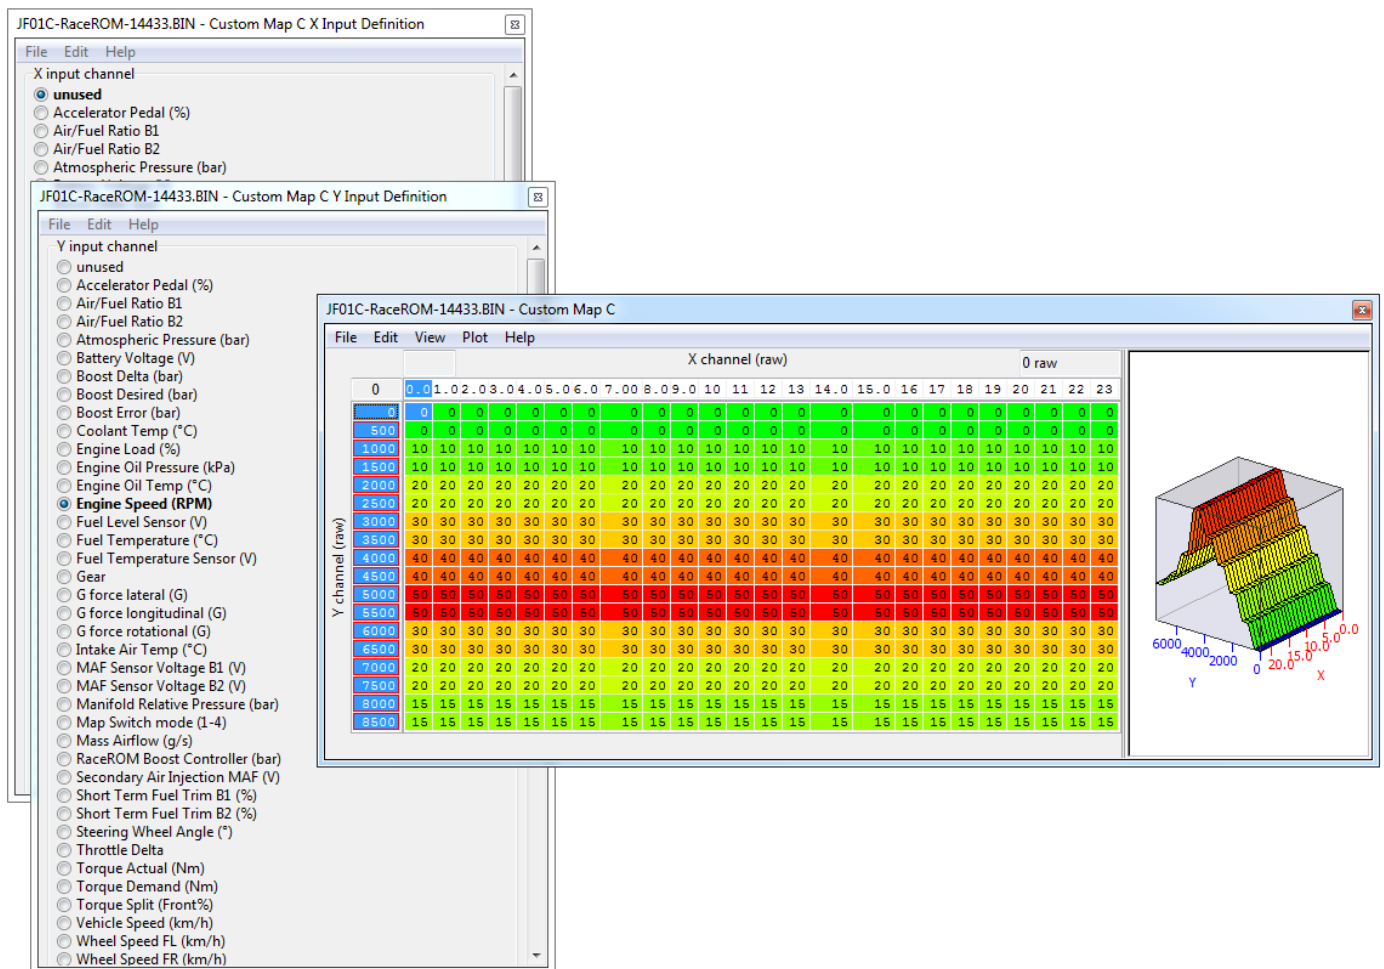 JF01C-RaceROM-14433.BIN - Custom Map C X Input Definition
File Edit Help
X input channel
unused
Accelerator Pedal (%)
Air/Fuel Ratio B1
Air/Fuel Ratio B2
Atmospheric Pressure (bar)
JF01C-RaceROM-14433.BIN - Custom Map C Y Input Definition
File Edit Help
Y input channel
unused
Accelerator Pedal (%)
Air/Fuel Ratio B1
Air/Fuel Ratio B2
Atmospheric Pressure (bar)
Battery Voltage (V)
Boost Delta (bar)
Boost Desired (bar)
Boost Error (bar)
Coolant Temp (°C)
Engine Load (%)
Engine Oil Pressure (kPa)
Engine Oil Temp (°C)
Engine Speed (RPM)
Fuel Level Sensor (V)
Fuel Temperature (°C)
Fuel Temperature Sensor (V)
Gear
G force lateral (G)
G force longitudinal (G)
G force rotational (G)
Intake Air Temp (°C)
MAF Sensor Voltage B1 (V)
MAF Sensor Voltage B2 (V)
Manifold Relative Pressure (bar)
Map Switch mode (1-4)
Mass Airflow (g/s)
RaceROM Boost Controller (bar)
Secondary Air Injection MAF (V)
Short Term Fuel Trim B1 (%)
Short Term Fuel Trim B2 (%)
Steering Wheel Angle (°)
Throttle Delta
Torque Actual (Nm)
Torque Demand (Nm)
Torque Split (Front%)
Vehicle Speed (km/h)
Wheel Speed FL (km/h)
Wheel Speed FR (km/h)
JF01C-RaceROM-14433.BIN - Custom Map C
File Edit View Plot Help
X channel (raw) 0 raw
0 0.0 1.0 2.0 3.0 4.0 5.0 6.0 7.00 8.0 9.0 10 11 12 13 14.0 15.0 16 17 18 19 20 21 22 23
Y channel (raw)
0 0 0 0 0 0 0 0 0 0 0 0 0 0 0 0 0 0 0 0 0 0 0 0 0
500 0 0 0 0 0 0 0 0 0 0 0 0 0 0 0 0 0 0 0 0 0 0 0 0
1000 10 10 10 10 10 10 10 10 10 10 10 10 10 10 10 10 10 10 10 10 10 10 10 10
1500 10 10 10 10 10 10 10 10 10 10 10 10 10 10 10 10 10 10 10 10 10 10 10 10
2000 20 20 20 20 20 20 20 20 20 20 20 20 20 20 20 20 20 20 20 20 20 20 20 20
2500 20 20 20 20 20 20 20 20 20 20 20 20 20 20 20 20 20 20 20 20 20 20 20 20
3000 30 30 30 30 30 30 30 30 30 30 30 30 30 30 30 30 30 30 30 30 30 30 30 30
3500 30 30 30 30 30 30 30 30 30 30 30 30 30 30 30 30 30 30 30 30 30 30 30 30
4000 40 40 40 40 40 40 40 40 40 40 40 40 40 40 40 40 40 40 40 40 40 40 40 40
4500 40 40 40 40 40 40 40 40 40 40 40 40 40 40 40 40 40 40 40 40 40 40 40 40
5000 50 50 50 50 50 50 50 50 50 50 50 50 50 50 50 50 50 50 50 50 50 50 50 50
5500 50 50 50 50 50 50 50 50 50 50 50 50 50 50 50 50 50 50 50 50 50 50 50 50
6000 30 30 30 30 30 30 30 30 30 30 30 30 30 30 30 30 30 30 30 30 30 30 30 30
6500 30 30 30 30 30 30 30 30 30 30 30 30 30 30 30 30 30 30 30 30 30 30 30 30
7000 20 20 20 20 20 20 20 20 20 20 20 20 20 20 20 20 20 20 20 20 20 20 20 20
7500 20 20 20 20 20 20 20 20 20 20 20 20 20 20 20 20 20 20 20 20 20 20 20 20
8000 15 15 15 15 15 15 15 15 15 15 15 15 15 15 15 15 15 15 15 15 15 15 15 15
8500 15 15 15 15 15 15 15 15 15 15 15 15 15 15 15 15 15 15 15 15 15 15 15 15
6000 4000 2000 0 20.0 15.0 10.0 5.0 0.0
Y X